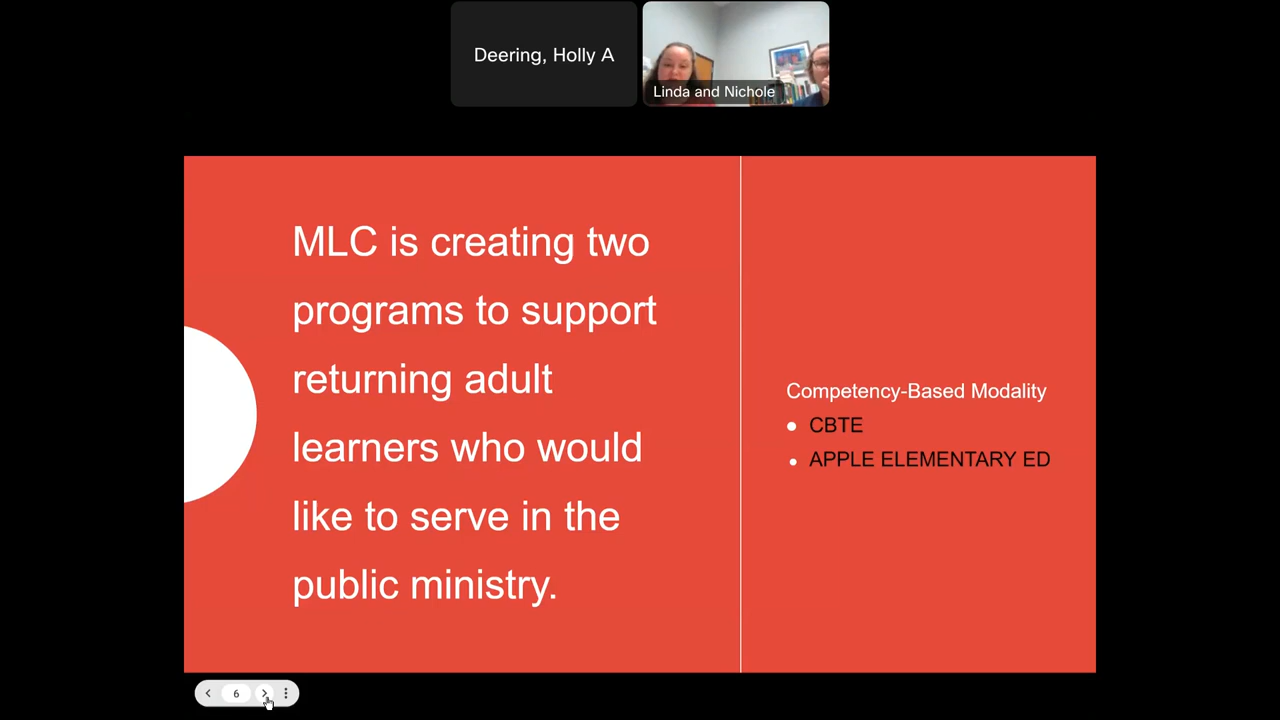 Deering, Holly A
Linda and Nichole
MLC is creating two
programs to support
returning adult
learners who would
like to serve in the
public ministry.
Competency-Based Modality
• CBTE
• APPLE ELEMENTARY ED
6